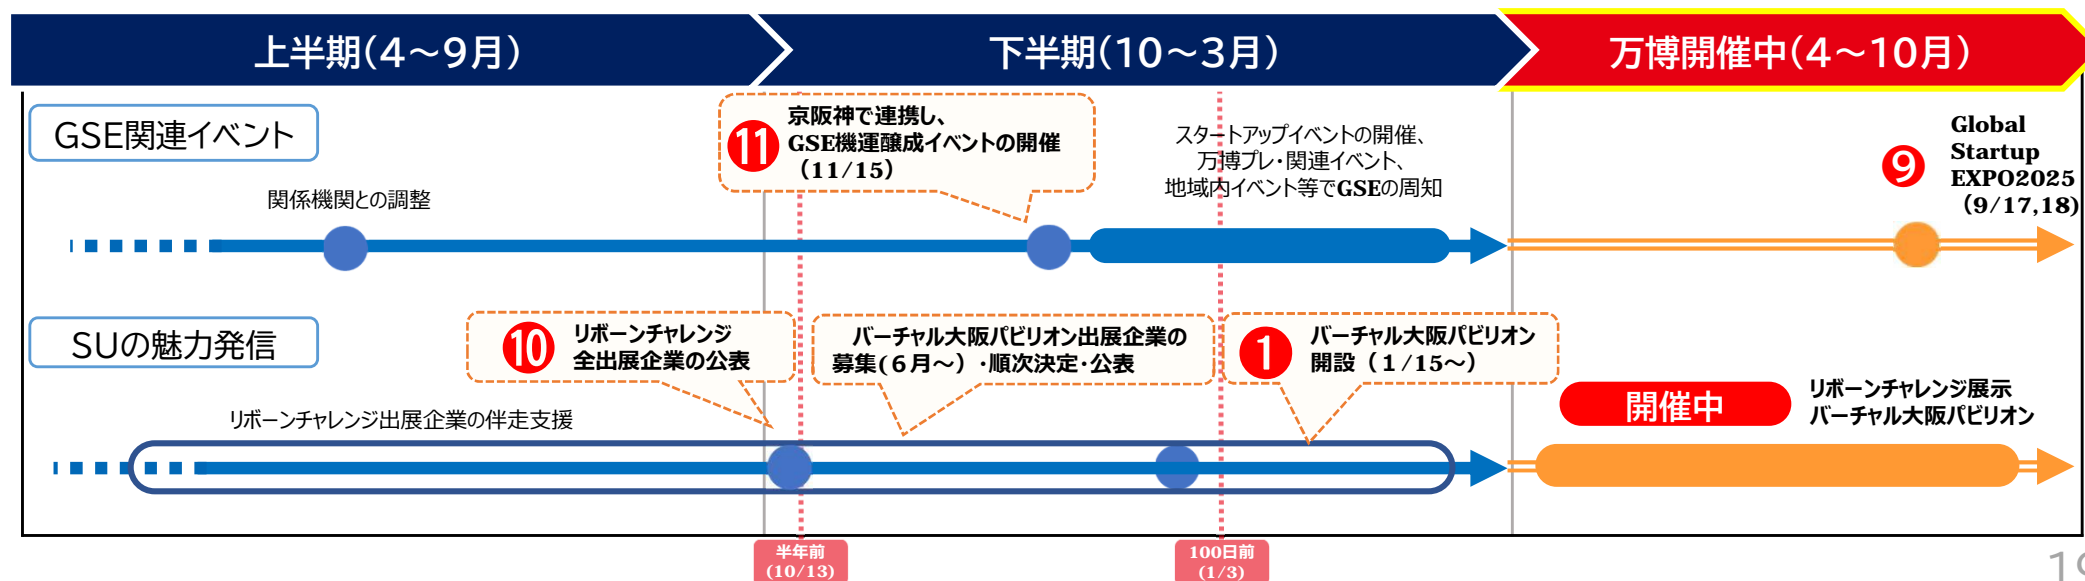 上半期(4～9月)
下半期(10～3月)
万博開催中(4～10月)
GSE関連イベント
関係機関との調整
⓫
京阪神で連携し、
GSE機運醸成イベントの開催
（11/15）
スタートアップイベントの開催、
万博プレ・関連イベント、
地域内イベント等でGSEの周知
❾
Global
Startup
EXPO2025
（9/17,18)
SUの魅力発信
❿
リボーンチャレンジ
全出展企業の公表
バーチャル大阪パビリオン出展企業の
募集(６月～）・順次決定・公表
❶
バーチャル大阪パビリオン
開設（１/15～）
リボーンチャレンジ出展企業の伴走支援
開催中
リボーンチャレンジ展示
バーチャル大阪パビリオン
半年前
(10/13)
100日前
(1/3)
19